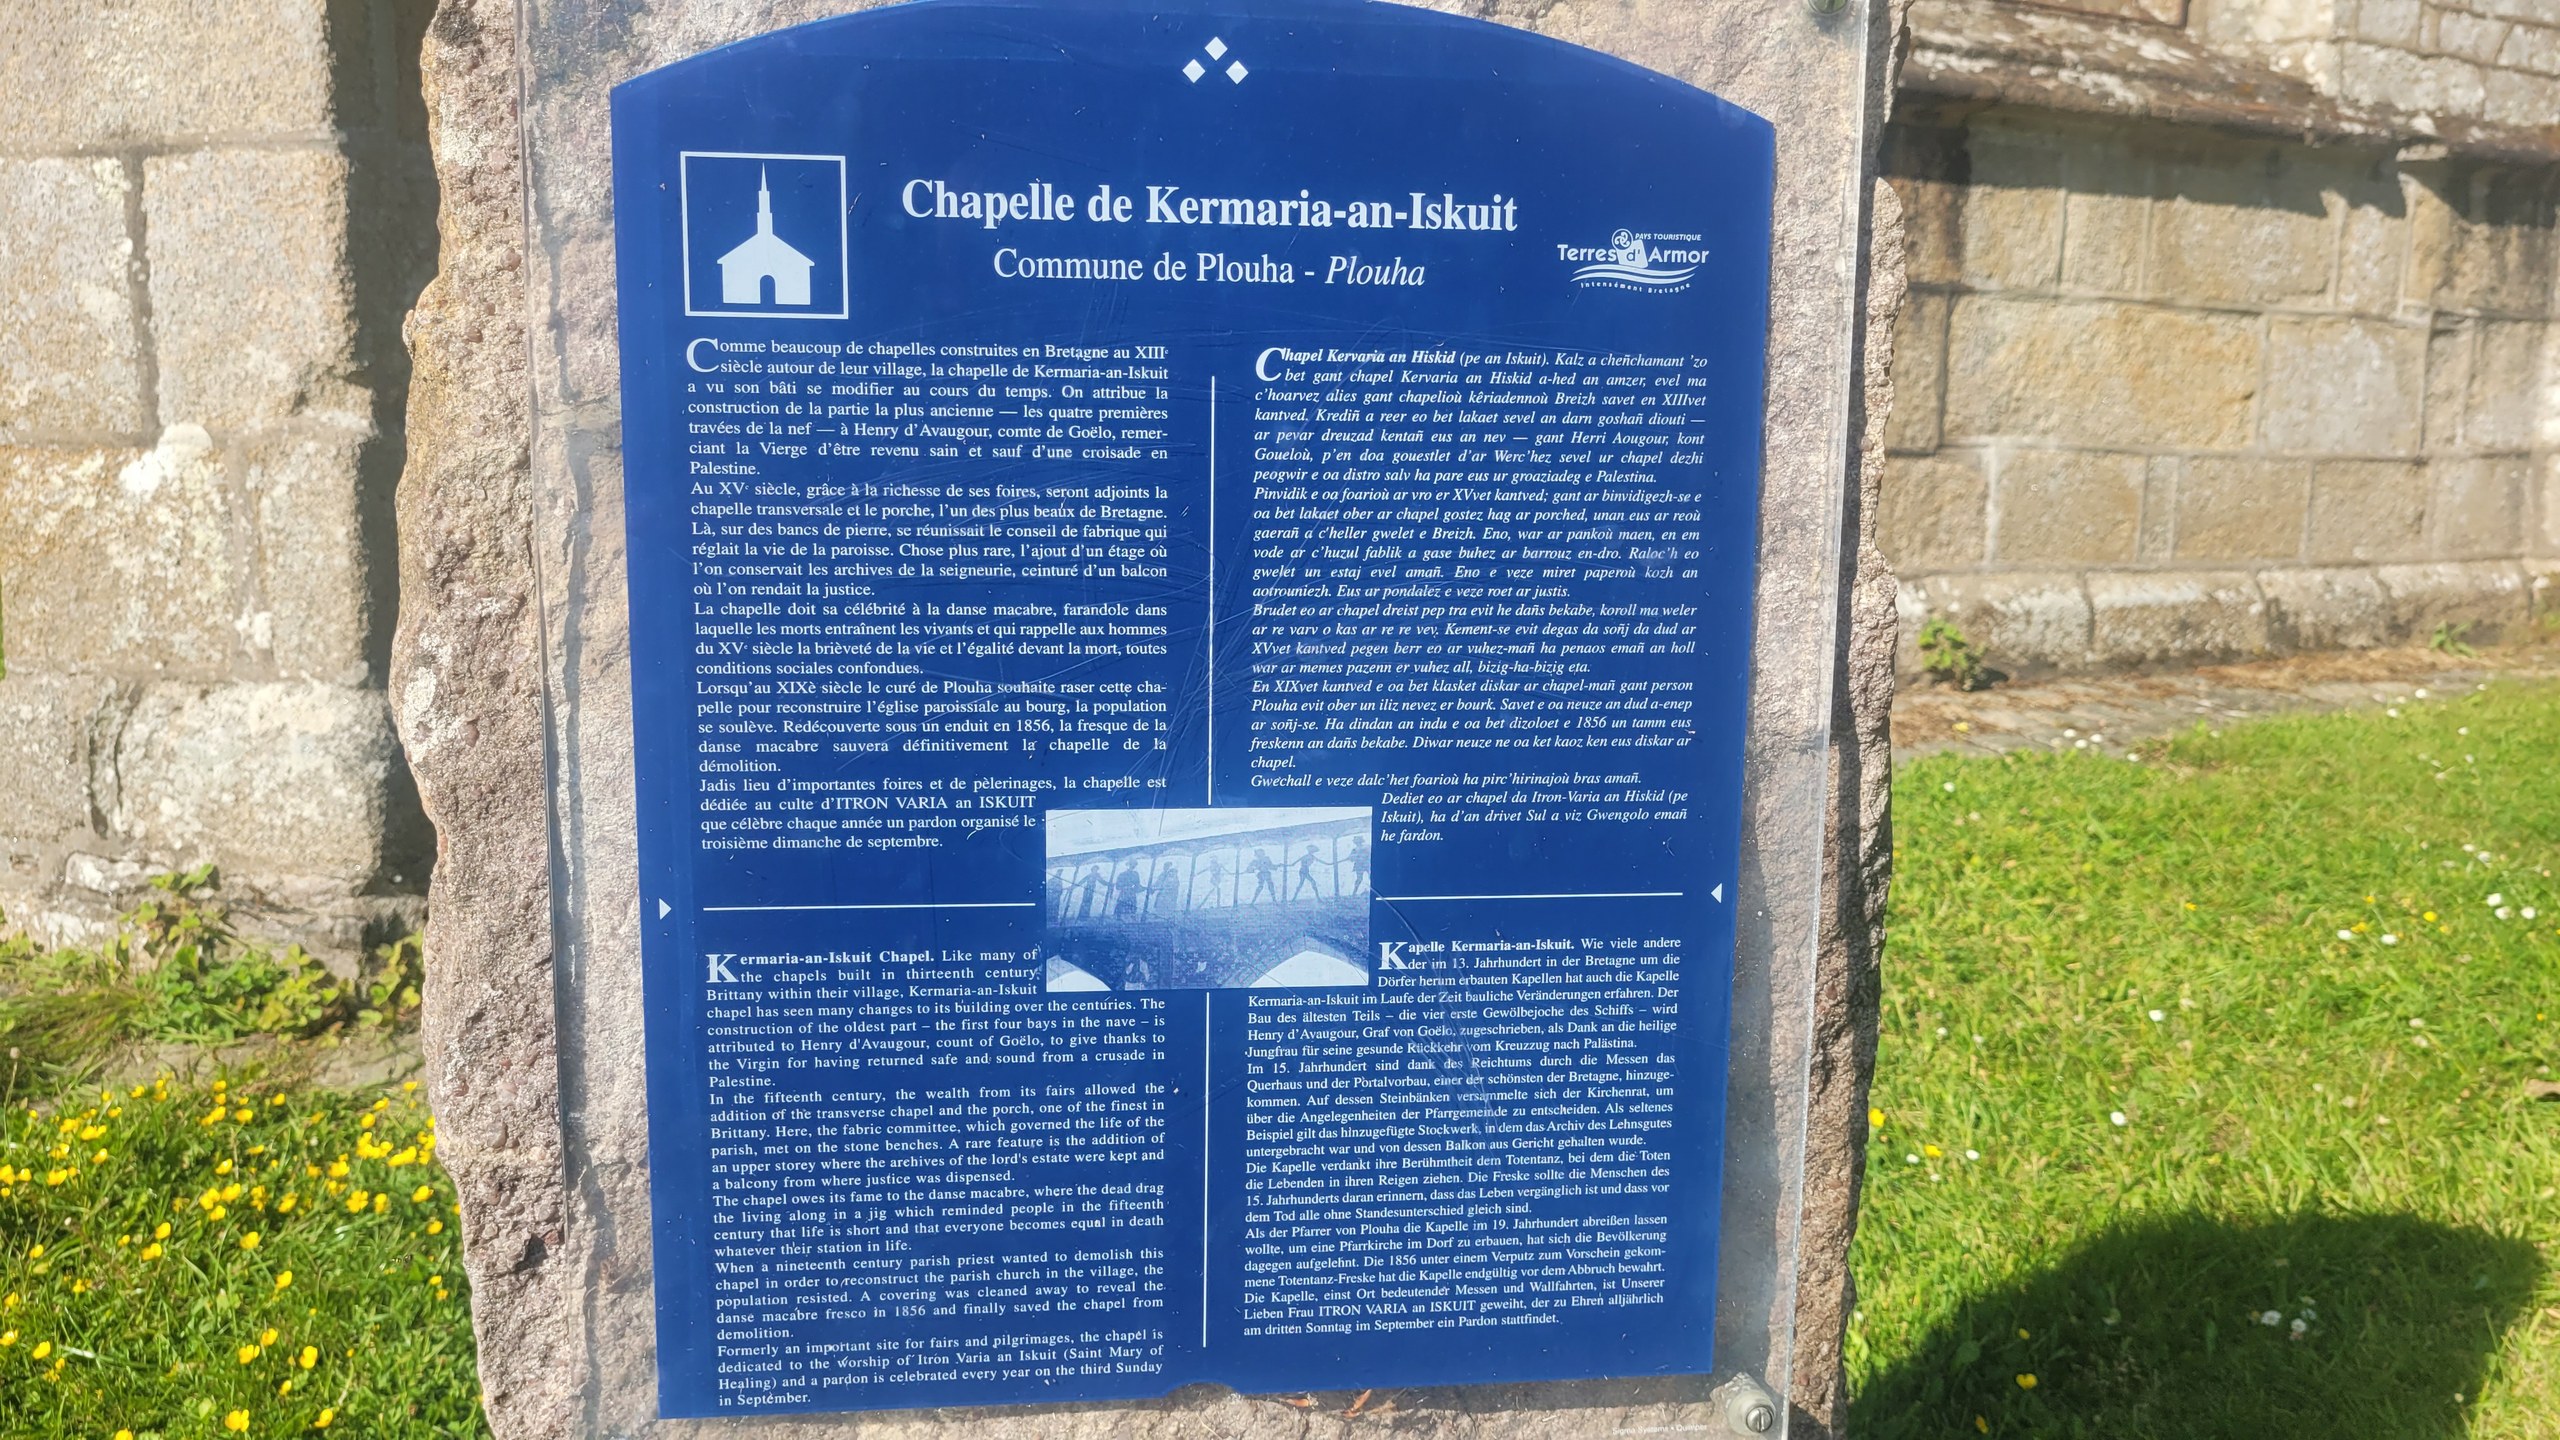 Chapelle de Kermaria-an-Iskuit
Commune de Plouha - Plouha
PAYS TOURISTIQUE
Terres d'Armor
Intensément Bretagne
Comme beaucoup de chapelles construites en Bretagne au XIIIe
siècle autour de leur village, la chapelle de Kermaria-an-Iskuit
a vu son bâti se modifier au cours du temps. On attribue la
construction de la partie la plus ancienne — les quatre premières
travées de la nef — à Henry d'Avaugour, comte de Goëlo, remer-
ciant la Vierge d'être revenu sain et sauf d'une croisade en
Palestine.
Au XVe siècle, grâce à la richesse de ses foires, seront adjoints la
chapelle transversale et le porche, l'un des plus beaux de Bretagne.
Là, sur des bancs de pierre, se réunissait le conseil de fabrique qui
réglait la vie de la paroisse. Chose plus rare, l'ajout d'un étage où
l'on conservait les archives de la seigneurie, ceinturé d'un balcon
où l'on rendait la justice.
La chapelle doit sa célébrité à la danse macabre, farandole dans
laquelle les morts entraînent les vivants et qui rappelle aux hommes
du XVe siècle la brièveté de la vie et l'égalité devant la mort, toutes
conditions sociales confondues.
Lorsqu'au XIXè siècle le curé de Plouha souhaite raser cette cha-
pelle pour reconstruire l'église paroissiale au bourg, la population
se soulève. Redécouverte sous un enduit en 1856, la fresque de la
danse macabre sauvera définitivement la chapelle de la
démolition.
Jadis lieu d'importantes foires et de pèlerinages, la chapelle est
dédiée au culte d'ITRON VARIA an ISKUIT
que célèbre chaque année un pardon organisé le
troisième dimanche de septembre.
Chapel Kervaria an Hiskid (pe an Iskuit). Kalz a cheñchamant 'zo
bet gant chapel Kervaria an Hiskid a-hed an amzer, evel ma
c'hoarvez alies gant chapelioù kêriadennoù Breizh savet en XIIIvet
kantved. Krediñ a reer eo bet lakaet sevel an darn goshañ diouti —
ar pevar dreuzad kentañ eus an nev — gant Herri Aougour, kont
Goueloù, p'en doa gouestlet d'ar Werc'hez sevel ur chapel dezhi
peogwir e oa distro salv ha pare eus ur groaziadeg e Palestina.
Pinvidik e oa foarioù ar vro er XVvet kantved; gant ar binvidigezh-se e
oa bet lakaet ober ar chapel gostez hag ar porched, unan eus ar reoù
gaerañ a c'heller gwelet e Breizh. Eno, war ar pankoù maen, en em
vode ar c'huzul fablik a gase buhez ar barrouz en-dro. Raloc'h eo
gwelet un estaj evel amañ. Eno e veze miret paperoù kozh an
aotrouniezh. Eus ar pondalez e veze roet ar justis.
Brudet eo ar chapel dreist pep tra evit he dañs bekabe, koroll ma weler
ar re varv o kas ar re re vev. Kement-se evit degas da soñj da dud ar
XVvet kantved pegen berr eo ar vuhez-mañ ha penaos emañ an holl
war ar memes pazenn er vuhez all, bizig-ha-bizig eta.
En XIXvet kantved e oa bet klasket diskar ar chapel-mañ gant person
Plouha evit ober un iliz nevez er bourk. Savet e oa neuze an dud a-enep
ar soñj-se. Ha dindan an indu e oa bet dizoloet e 1856 un tamm eus
freskenn an dañs bekabe. Diwar neuze ne oa ket kaoz ken eus diskar ar
chapel.
Gwechall e veze dalc'het foarioù ha pirc'hirinajoù bras amañ.
Dediet eo ar chapel da Itron-Varia an Hiskid (pe
Iskuit), ha d'an drivet Sul a viz Gwengolo emañ
he fardon.
Kermaria-an-Iskuit Chapel. Like many of
the chapels built in thirteenth century
Brittany within their village, Kermaria-an-Iskuit
chapel has seen many changes to its building over the centuries. The
construction of the oldest part – the first four bays in the nave – is
attributed to Henry d'Avaugour, count of Goëlo, to give thanks to
the Virgin for having returned safe and sound from a crusade in
Palestine.
In the fifteenth century, the wealth from its fairs allowed the
addition of the transverse chapel and the porch, one of the finest in
Brittany. Here, the fabric committee, which governed the life of the
parish, met on the stone benches. A rare feature is the addition of
an upper storey where the archives of the lord's estate were kept and
a balcony from where justice was dispensed.
The chapel owes its fame to the danse macabre, where the dead drag
the living along in a jig which reminded people in the fifteenth
century that life is short and that everyone becomes equal in death
whatever their station in life.
When a nineteenth century parish priest wanted to demolish this
chapel in order to reconstruct the parish church in the village, the
population resisted. A covering was cleaned away to reveal the
danse macabre fresco in 1856 and finally saved the chapel from
demolition.
Formerly an important site for fairs and pilgrimages, the chapel is
dedicated to the worship of Itron Varia an Iskuit (Saint Mary of
Healing) and a pardon is celebrated every year on the third Sunday
in September.
Kapelle Kermaria-an-Iskuit. Wie viele andere
der im 13. Jahrhundert in der Bretagne um die
Dörfer herum erbauten Kapellen hat auch die Kapelle
Kermaria-an-Iskuit im Laufe der Zeit bauliche Veränderungen erfahren. Der
Bau des ältesten Teils – die vier erste Gewölbejoche des Schiffs – wird
Henry d'Avaugour, Graf von Goëlo, zugeschrieben, als Dank an die heilige
Jungfrau für seine gesunde Rückkehr vom Kreuzzug nach Palästina.
Im 15. Jahrhundert sind dank des Reichtums durch die Messen das
Querhaus und der Portalvorbau, einer der schönsten der Bretagne, hinzuge-
kommen. Auf dessen Steinbänken versammelte sich der Kirchenrat, um
über die Angelegenheiten der Pfarrgemeinde zu entscheiden. Als seltenes
Beispiel gilt das hinzugefügte Stockwerk, in dem das Archiv des Lehnsgutes
untergebracht war und von dessen Balkon aus Gericht gehalten wurde.
Die Kapelle verdankt ihre Berühmtheit dem Totentanz, bei dem die Toten
die Lebenden in ihren Reigen ziehen. Die Freske sollte die Menschen des
15. Jahrhunderts daran erinnern, dass das Leben vergänglich ist und dass vor
dem Tod alle ohne Standesunterschied gleich sind.
Als der Pfarrer von Plouha die Kapelle im 19. Jahrhundert abreißen lassen
wollte, um eine Pfarrkirche im Dorf zu erbauen, hat sich die Bevölkerung
dagegen aufgelehnt. Die 1856 unter einem Verputz zum Vorschein gekom-
mene Totentanz-Freske hat die Kapelle endgültig vor dem Abbruch bewahrt.
Die Kapelle, einst Ort bedeutender Messen und Wallfahrten, ist Unserer
Lieben Frau ITRON VARIA an ISKUIT geweiht, der zu Ehren alljährlich
am dritten Sonntag im September ein Pardon stattfindet.